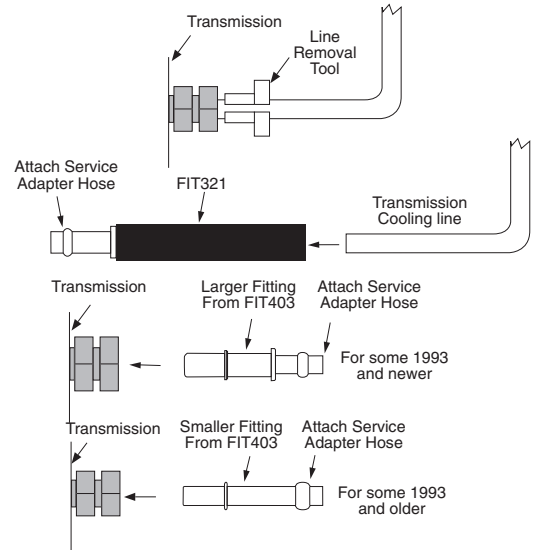 Transmission
Line
Removal
Tool
Attach Service
Adapter Hose
FIT321
Transmission
Cooling line
Transmission
Larger Fitting
From FIT403
Attach Service
Adapter Hose
For some 1993
and newer
Transmission
Smaller Fitting
From FIT403
Attach Service
Adapter Hose
For some 1993
and older